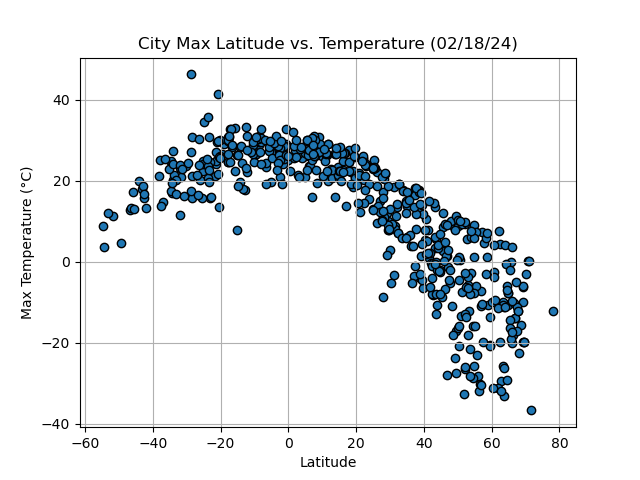 City Max Latitude vs. Temperature (02/18/24)
Max Temperature (°C)
40
20
0
−20
−40
−60 −40 −20 0 20 40 60 80
Latitude